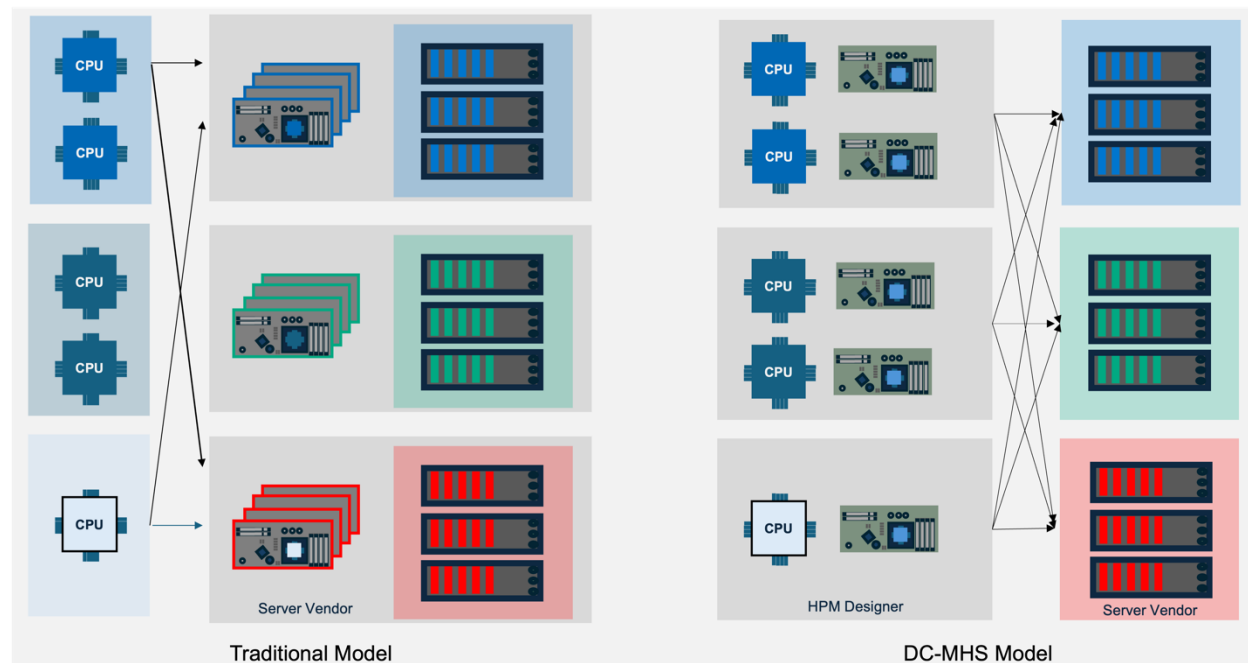 CPU
CPU
CPU
CPU
CPU
Server Vendor
Traditional Model
CPU
CPU
CPU
CPU
CPU
HPM Designer
Server Vendor
DC-MHS Model